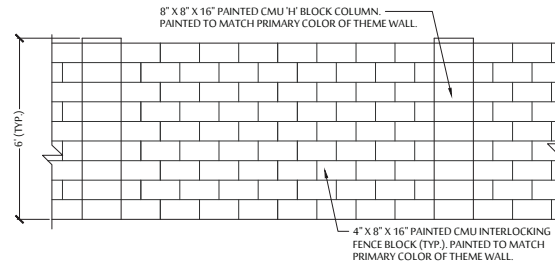 8" X 8" X 16" PAINTED CMU 'H' BLOCK COLUMN.
PAINTED TO MATCH PRIMARY COLOR OF THEME WALL.
6' (TYP.)
4" X 8" X 16" PAINTED CMU INTERLOCKING
FENCE BLOCK (TYP.). PAINTED TO MATCH
PRIMARY COLOR OF THEME WALL.